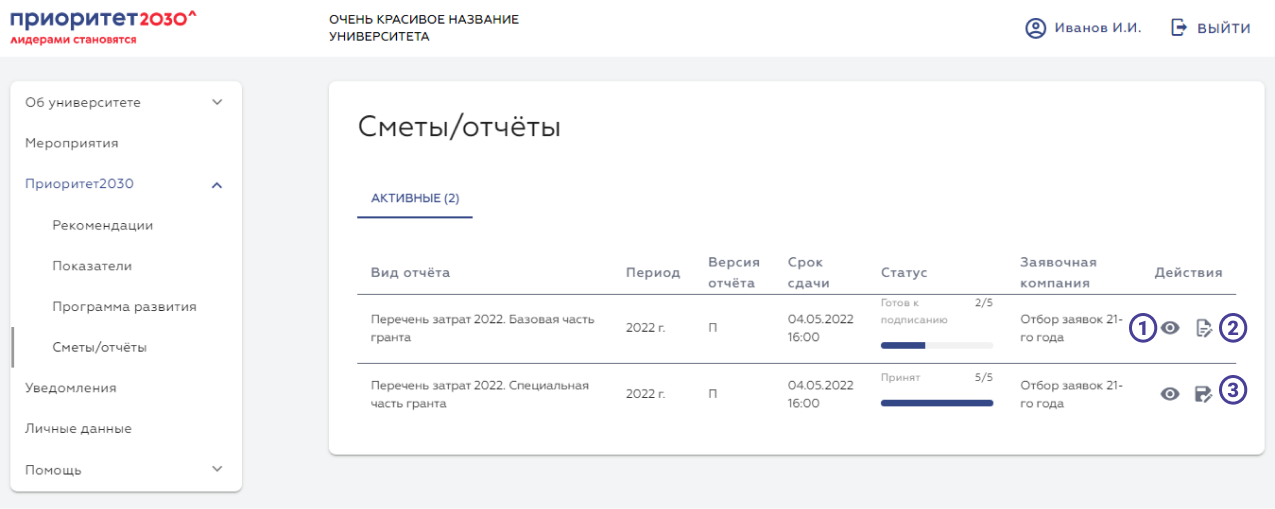 приоритет2030^
лидерами становятся
ОЧЕНЬ КРАСИВОЕ НАЗВАНИЕ
УНИВЕРСИТЕТА
Иванов И.И.
ВЫЙТИ
Об университете
Мероприятия
Приоритет2030
Рекомендации
Показатели
Программа развития
Сметы/отчёты
Уведомления
Личные данные
Помощь
Сметы/отчёты
АКТИВНЫЕ (2)
Вид отчёта
Период
Версия
отчёта
Срок
сдачи
Статус
Заявочная
компания
Действия
Перечень затрат 2022. Базовая часть
гранта
2022 г.
П
04.05.2022
16:00
Готов к
подписанию
2/5
Отбор заявок 21-
го года
1
2
Перечень затрат 2022. Специальная
часть гранта
2022 г.
П
04.05.2022
16:00
Принят
5/5
Отбор заявок 21-
го года
3